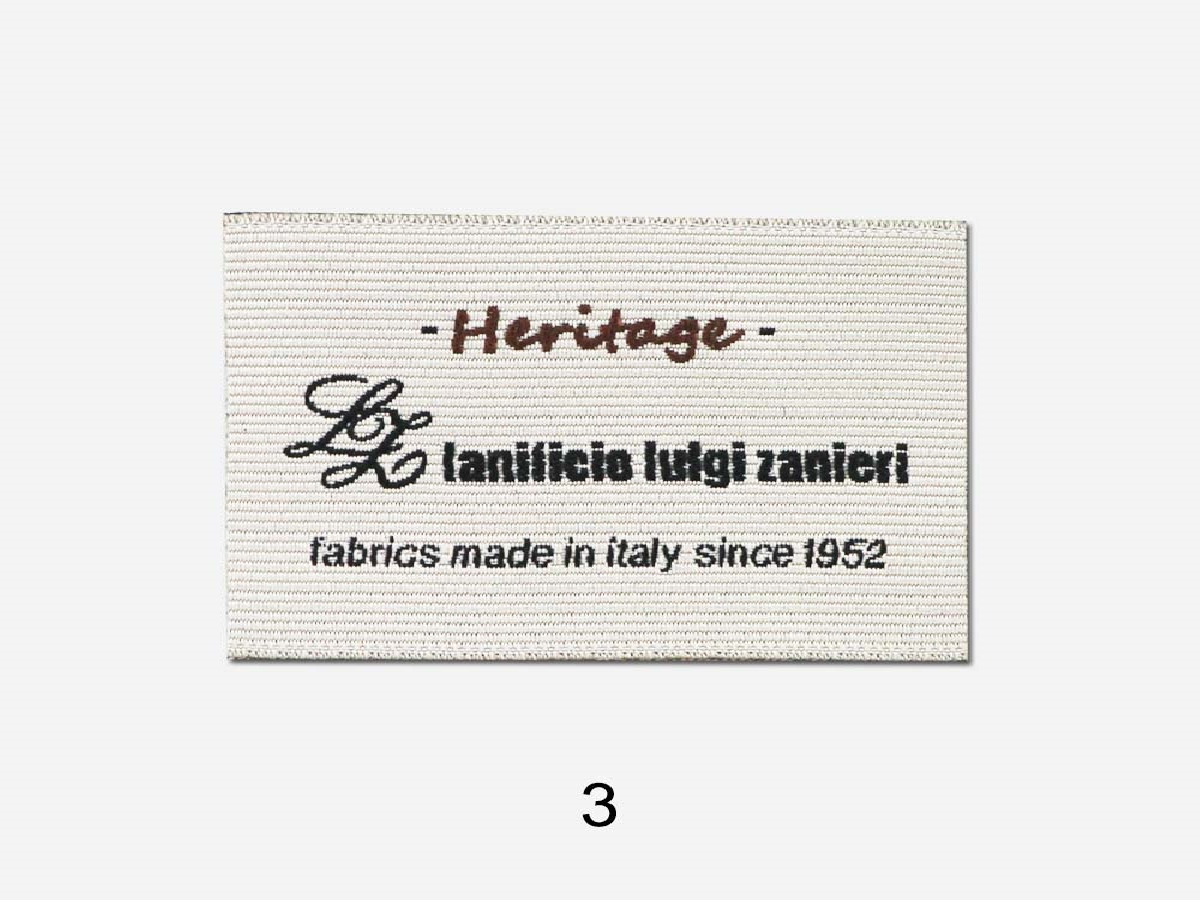 - Heritage -
LZ lanificio luigi zanieri
fabrics made in italy since 1952
3